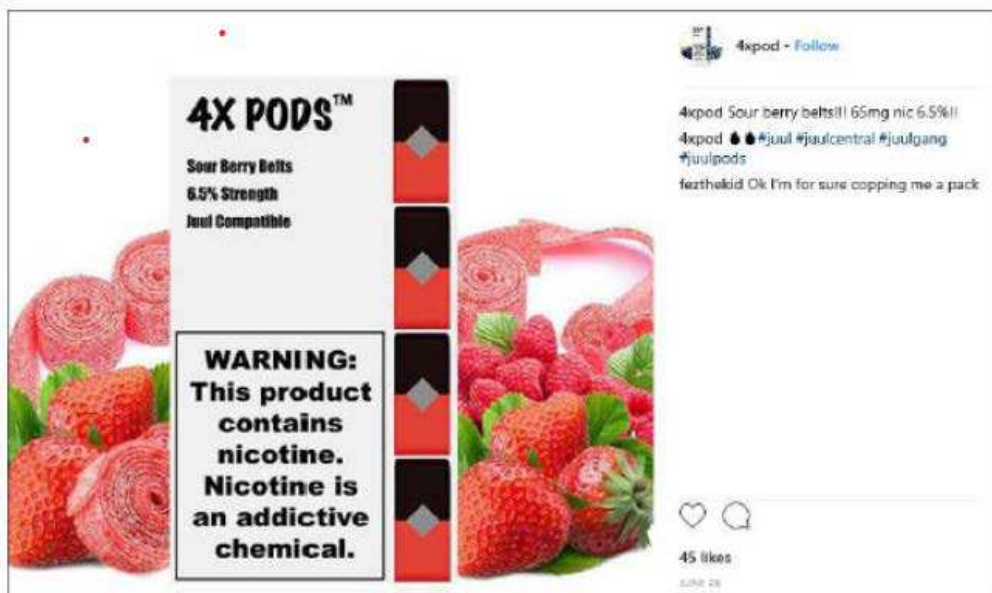 4X PODS™
Sour Berry Belts
6.5% Strength
Juul Compatible
WARNING:
This product
contains
nicotine.
Nicotine is
an addictive
chemical.
4xpod • Follow
4xpod Sour berry belts!!! 65mg nic 6.5%!!
4xpod 💧💧#juul #juulcentral #juulgang
#juulpods
fezthekid Ok I'm for sure copping me a pack
45 likes